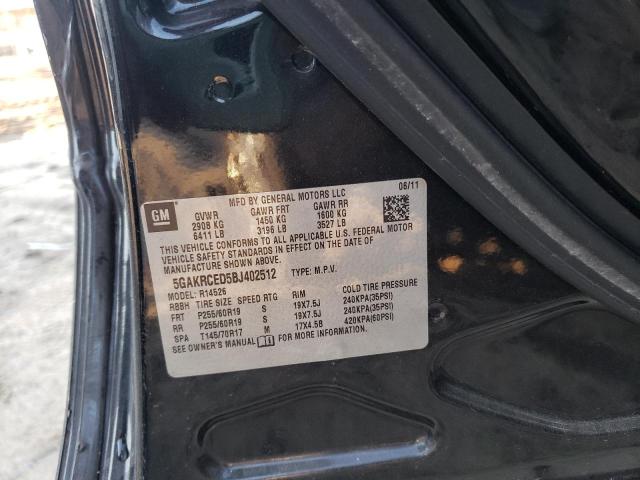 MFD BY GENERAL MOTORS LLC 06/11
GM GVWR GAWR FRT GAWR RR
2908 KG 1450 KG 1600 KG
6411 LB 3196 LB 3527 LB
THIS VEHICLE CONFORMS TO ALL APPLICABLE U.S. FEDERAL MOTOR
VEHICLE SAFETY STANDARDS IN EFFECT ON THE DATE OF
MANUFACTURE SHOWN ABOVE.
5GAKRCED5BJ402512 TYPE: M.P.V.
MODEL: R14526
RBBH TIRE SIZE SPEED RTG RIM COLD TIRE PRESSURE
FRT P255/60R19 S 19X7.5J 240KPA(35PSI)
RR P255/60R19 S 19X7.5J 240KPA(35PSI)
SPA T145/70R17 M 17X4.5B 420KPA(60PSI)
SEE OWNER'S MANUAL FOR MORE INFORMATION.